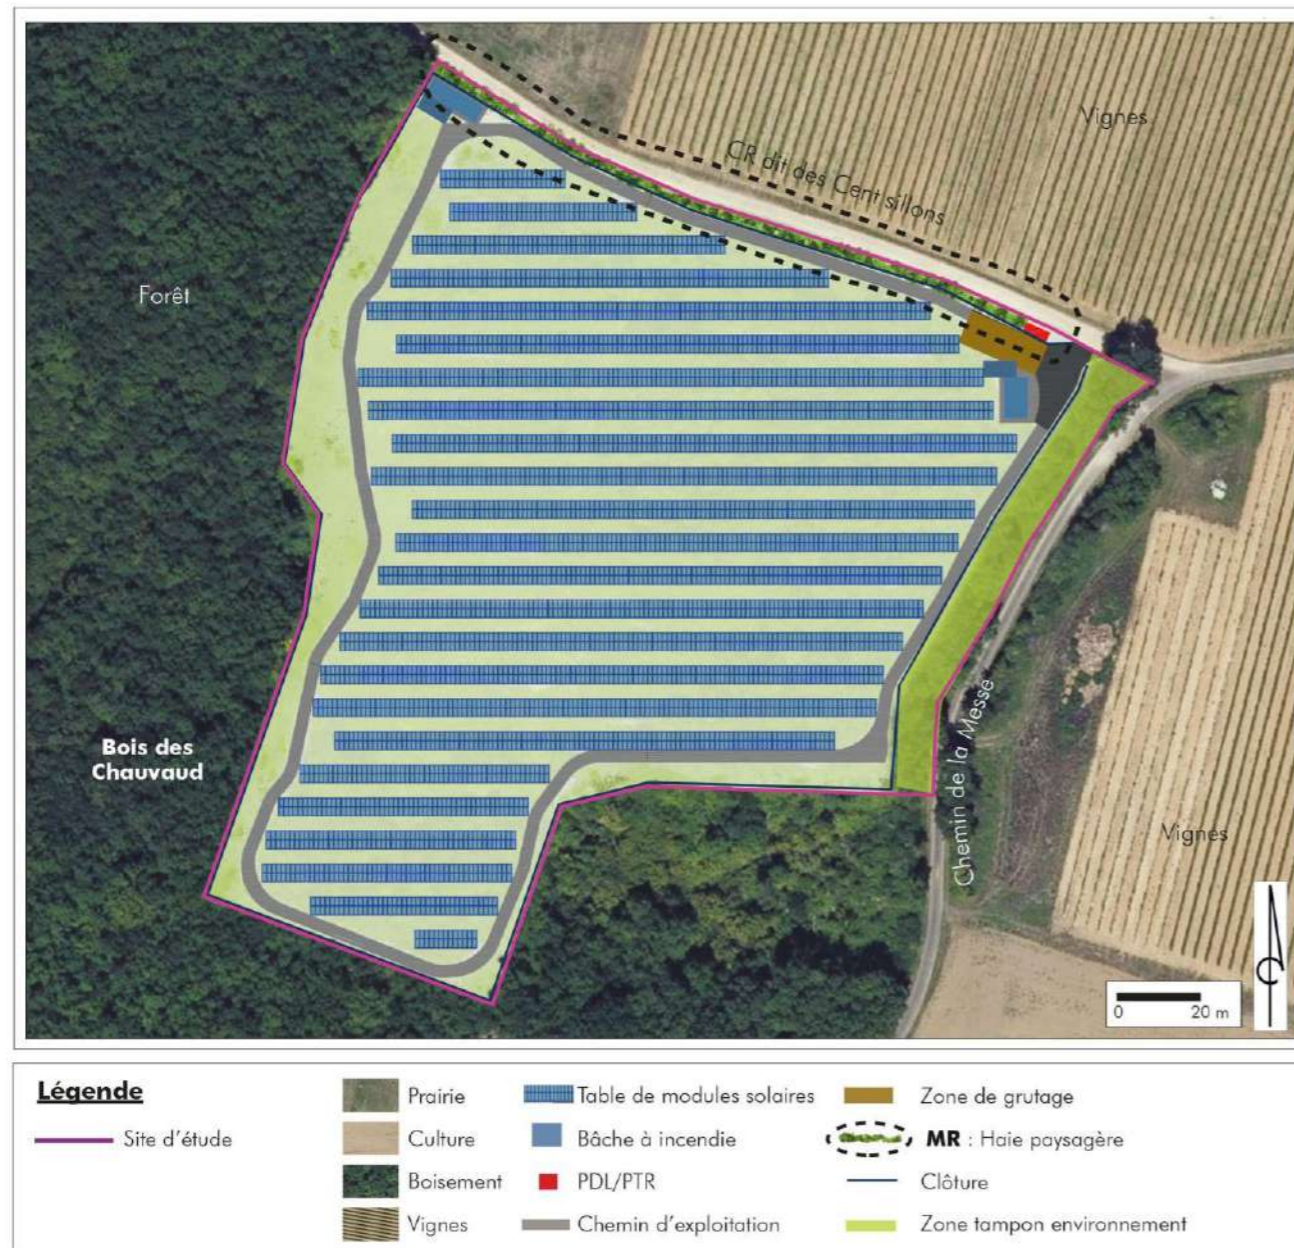 Vignes
CR dit des Centisillons
Forêt
Bois des
Chauvaud
Chemin de la Messe
Vignes
0 20 m
Légende
Site d'étude
Prairie
Culture
Boisement
Vignes
Table de modules solaires
Bâche à incendie
PDL/PTR
Chemin d'exploitation
Zone de grutage
MR : Haie paysagère
Clôture
Zone tampon environnement